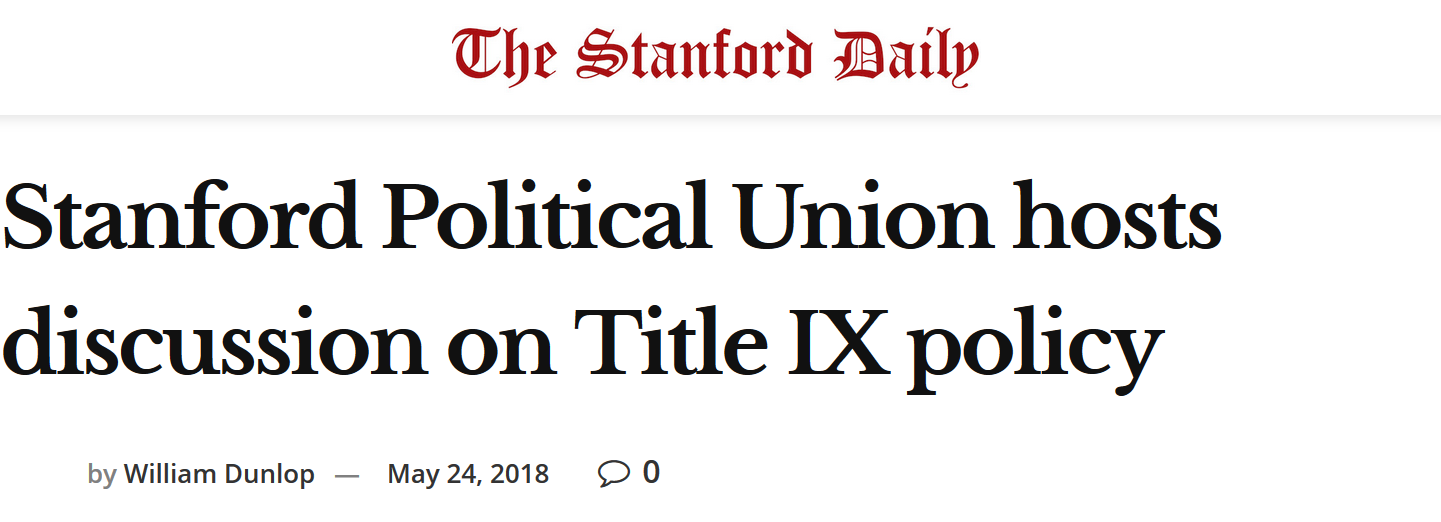 The Stanford Daily
Stanford Political Union hosts
discussion on Title IX policy
by William Dunlop — May 24, 2018 0